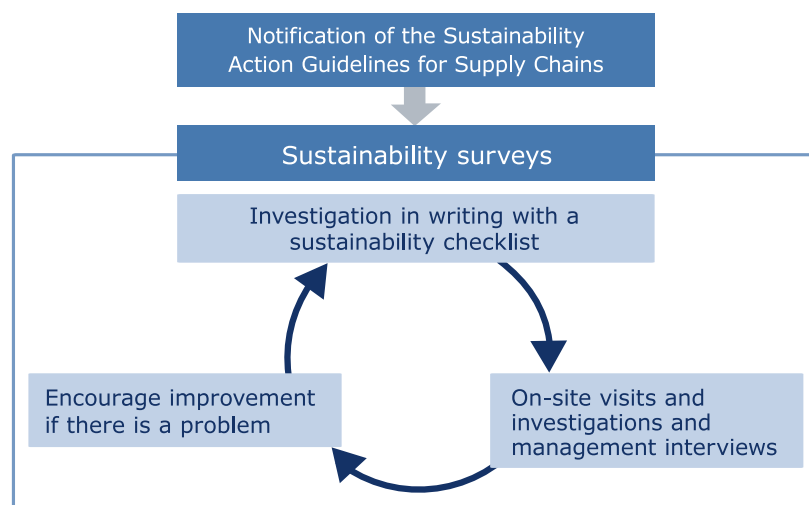 Notification of the Sustainability
Action Guidelines for Supply Chains
Sustainability surveys
Investigation in writing with a
sustainability checklist
Encourage improvement
if there is a problem
On-site visits and
investigations and
management interviews